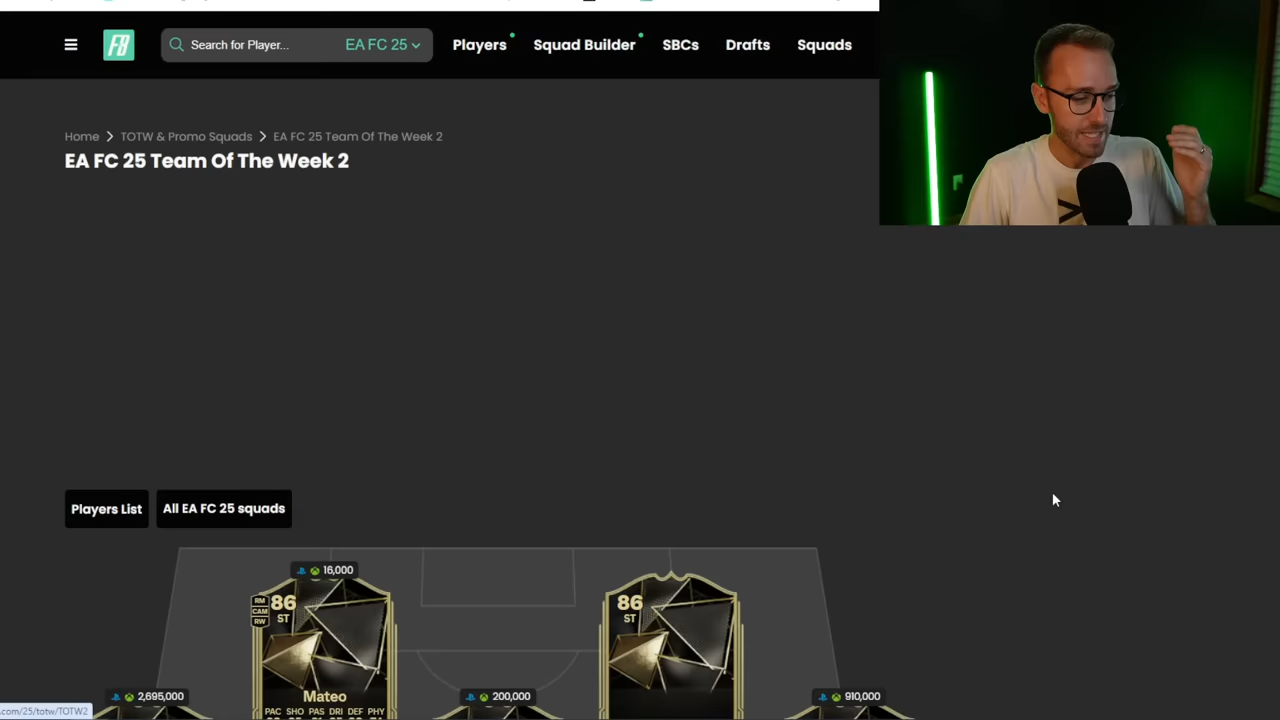 FB
Search for Player...
EA FC 25
Players
Squad Builder
SBCs
Drafts
Squads
Home
TOTW & Promo Squads
EA FC 25 Team Of The Week 2
EA FC 25 Team Of The Week 2
Players List
All EA FC 25 squads
16,000
RM
CAM
RW
86
ST
Mateo
PAC SHO PAS DRI DEF PHY
86
ST
2,695,000
200,000
910,000
.com/25/totw/TOTW2